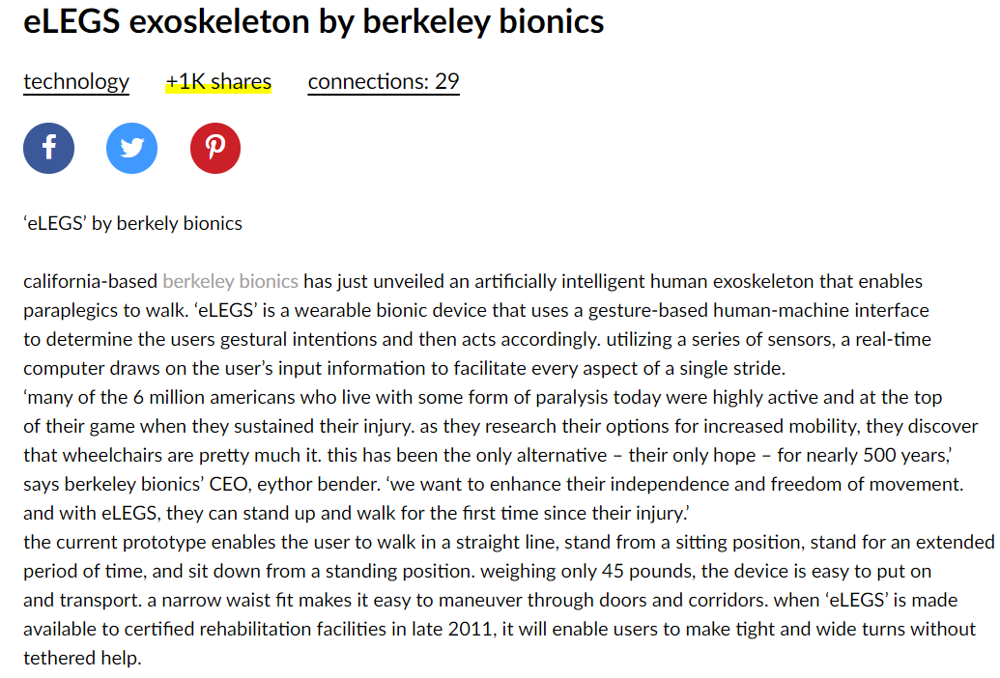 eLEGS exoskeleton by berkeley bionics
technology +1K shares connections: 29
‘eLEGS’ by berkely bionics
california-based berkeley bionics has just unveiled an artificially intelligent human exoskeleton that enables
paraplegics to walk. ‘eLEGS’ is a wearable bionic device that uses a gesture-based human-machine interface
to determine the users gestural intentions and then acts accordingly. utilizing a series of sensors, a real-time
computer draws on the user’s input information to facilitate every aspect of a single stride.
‘many of the 6 million americans who live with some form of paralysis today were highly active and at the top
of their game when they sustained their injury. as they research their options for increased mobility, they discover
that wheelchairs are pretty much it. this has been the only alternative – their only hope – for nearly 500 years,’
says berkeley bionics’ CEO, eythor bender. ‘we want to enhance their independence and freedom of movement.
and with eLEGS, they can stand up and walk for the first time since their injury.’
the current prototype enables the user to walk in a straight line, stand from a sitting position, stand for an extended
period of time, and sit down from a standing position. weighing only 45 pounds, the device is easy to put on
and transport. a narrow waist fit makes it easy to maneuver through doors and corridors. when ‘eLEGS’ is made
available to certified rehabilitation facilities in late 2011, it will enable users to make tight and wide turns without
tethered help.